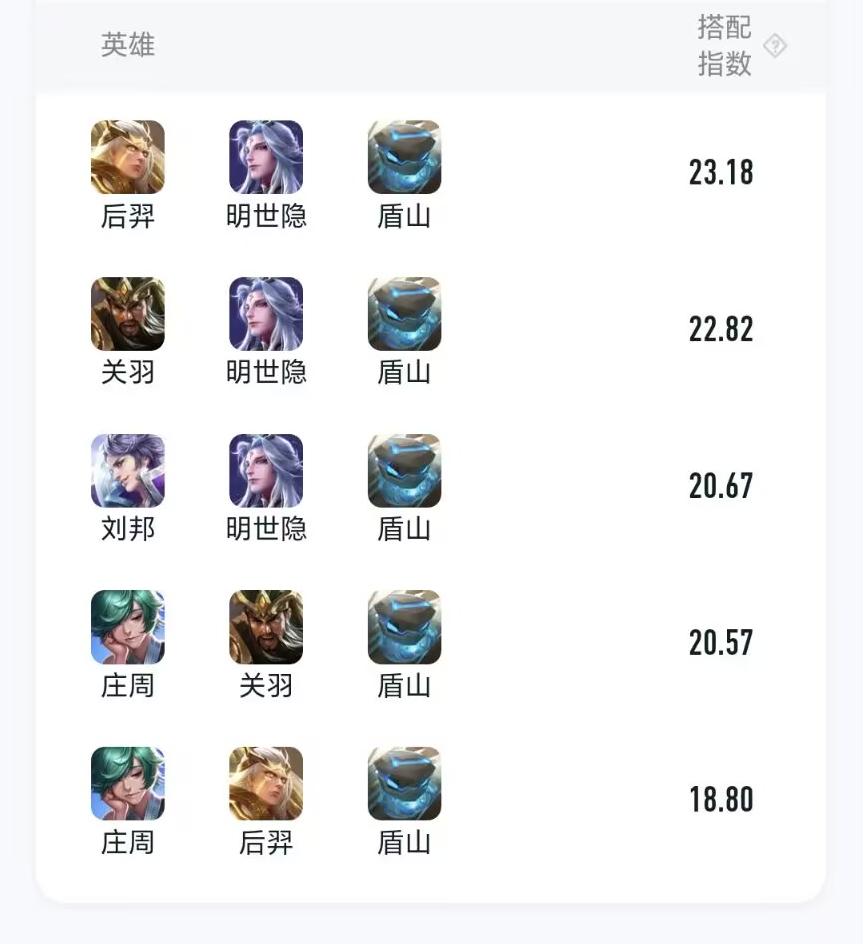 英雄
搭配
指数
?
后羿 明世隐 盾山 23.18
关羽 明世隐 盾山 22.82
刘邦 明世隐 盾山 20.67
庄周 关羽 盾山 20.57
庄周 后羿 盾山 18.80